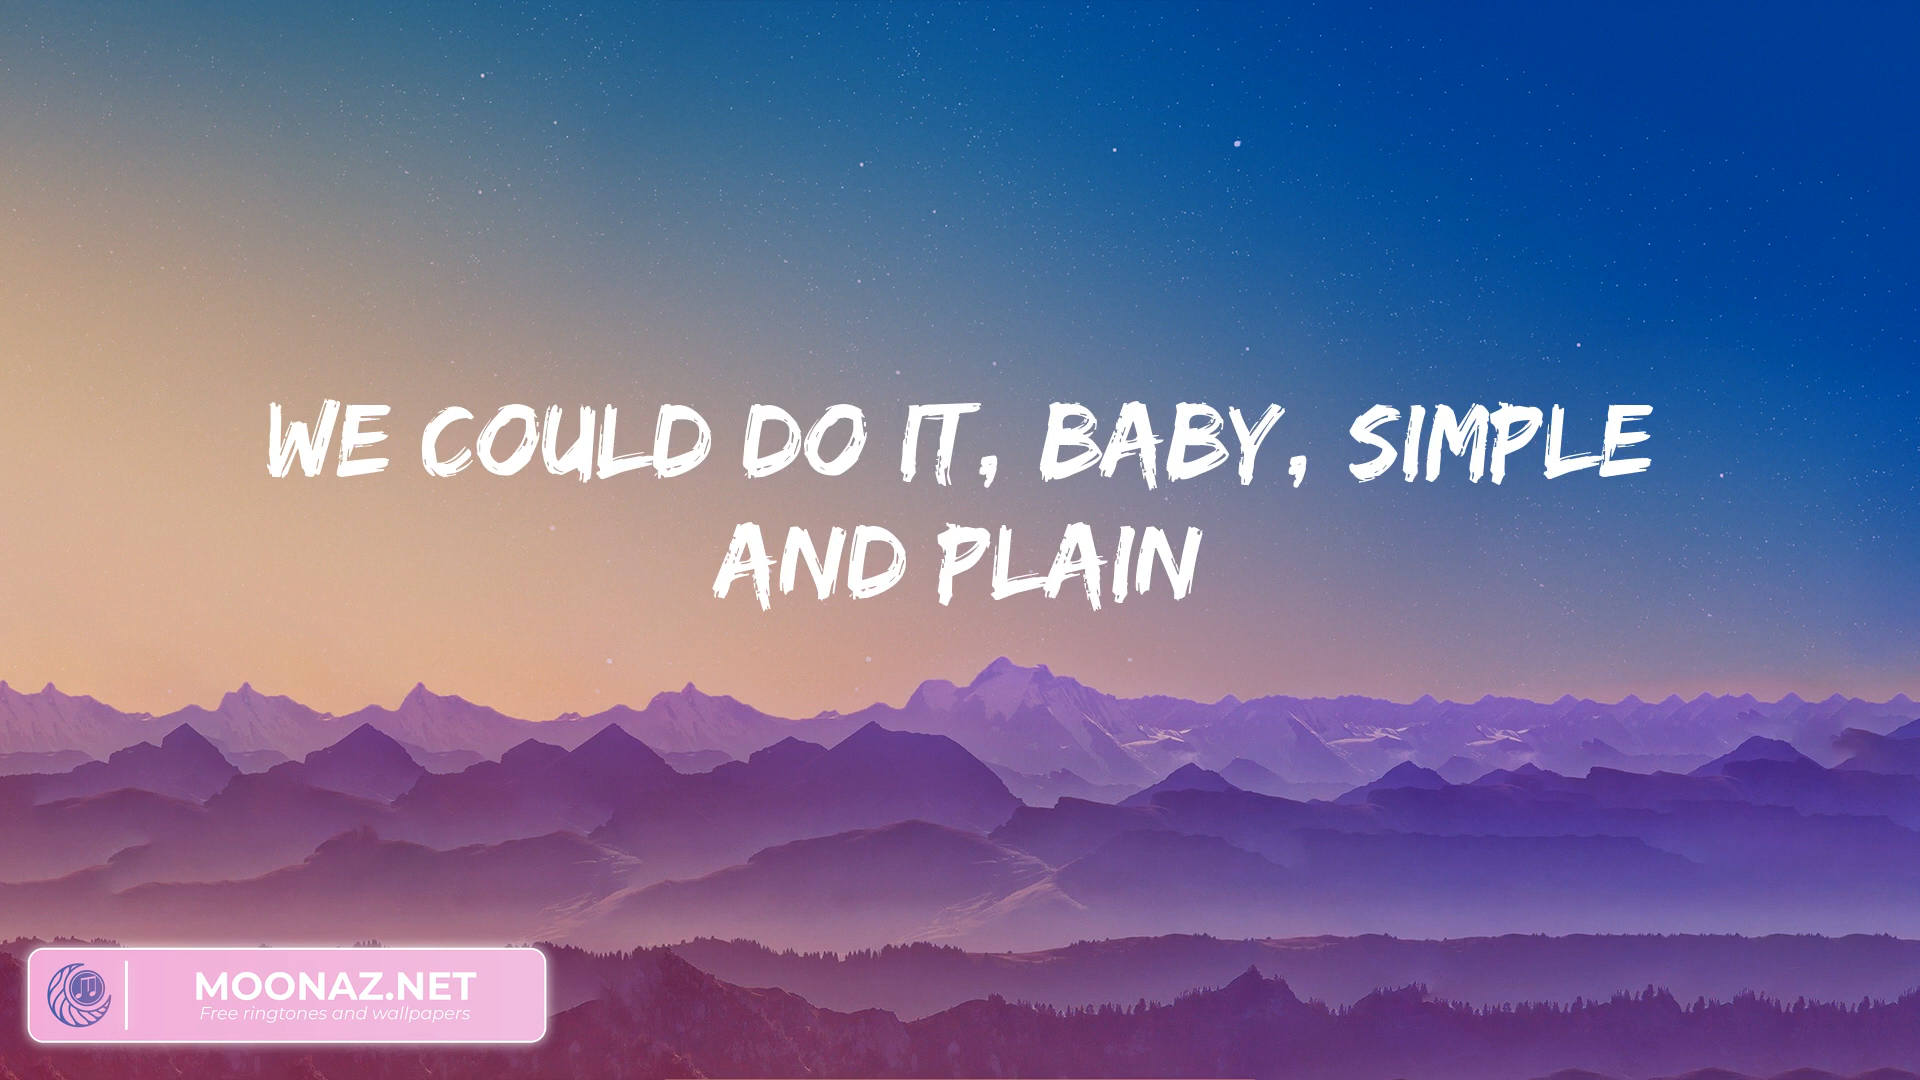 WE COULD DO IT, BABY, SIMPLE
AND PLAIN
MOONAZ.NET
Free ringtones and wallpapers